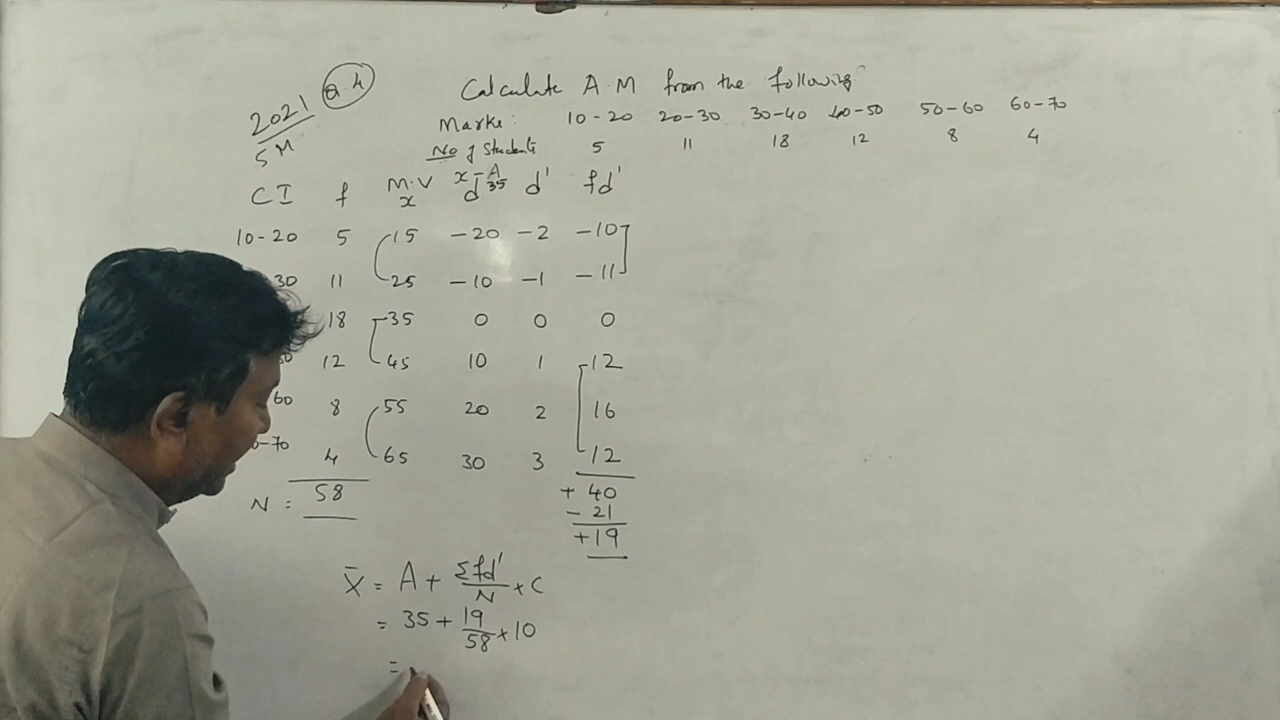 2021 Q 4
5 M
Calculate A.M from the following
Marks: 10-20 20-30 30-40 40-50 50-60 60-70
No of Students 5 11 18 12 8 4
x-A
CI f M.V x d 35 d' fd'
10-20 5 15 -20 -2 -10
30 11 25 -10 -1 -11
18 35 0 0 0
12 45 10 1 12
60 8 55 20 2 16
-70 4 65 30 3 12
N = 58 + 40
- 21
+19
X̄ = A + Σfd'/N × C
= 35 + 19/58 × 10
=